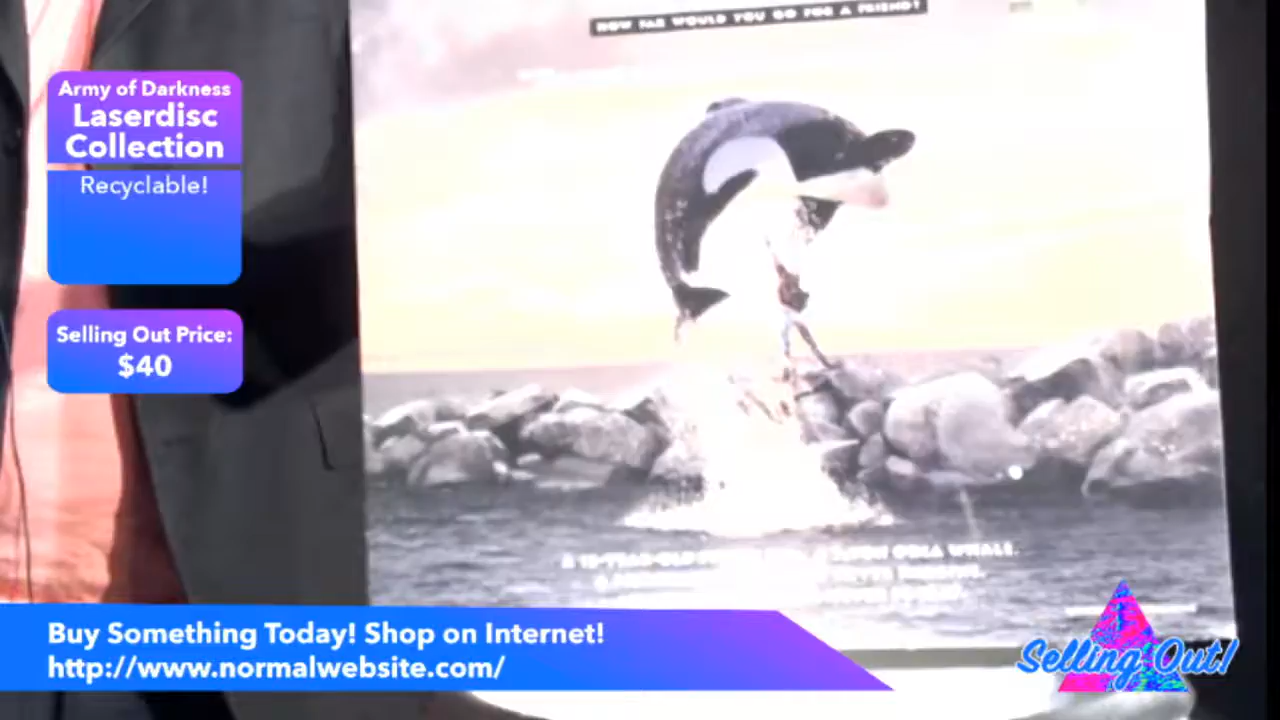 HOW FAR WOULD YOU GO FOR A FRIEND?
Army of Darkness
Laserdisc
Collection
Recyclable!
Selling Out Price:
$40
WHALE.
Buy Something Today! Shop on Internet!
http://www.normalwebsite.com/
Selling Out!